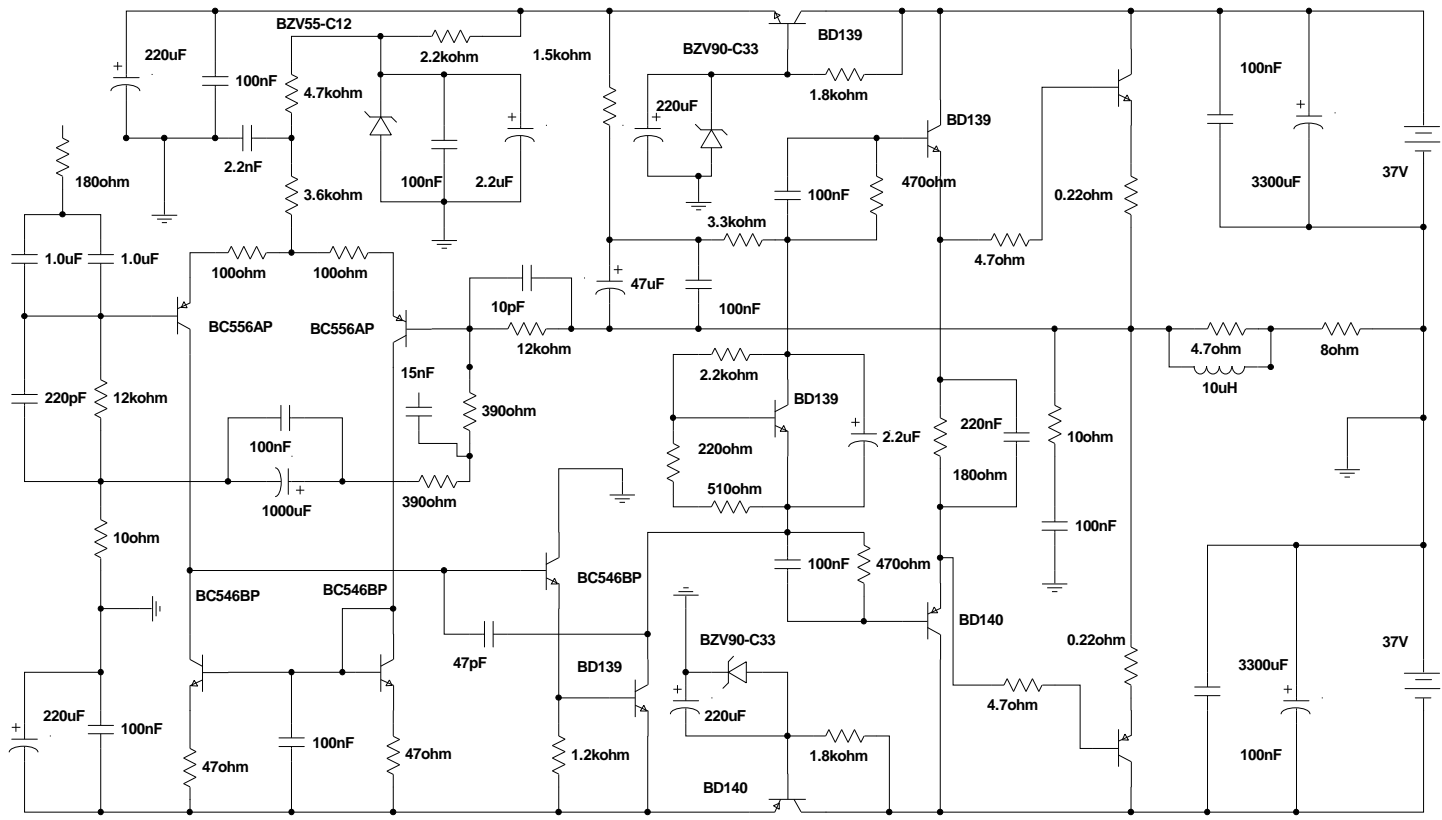 BZV55-C12
220uF
100nF
2.2kohm
1.5kohm
BZV90-C33
BD139
4.7kohm
220uF
1.8kohm
100nF
BD139
2.2nF
180ohm
3.6kohm
100nF
2.2uF
100nF
470ohm
3300uF
0.22ohm
37V
3.3kohm
1.0uF
1.0uF
100ohm
100ohm
4.7ohm
47uF
100nF
10pF
BC556AP
BC556AP
12kohm
4.7ohm
8ohm
10uH
15nF
2.2kohm
BD139
220pF
12kohm
390ohm
100nF
220ohm
2.2uF
220nF
10ohm
180ohm
510ohm
390ohm
1000uF
10ohm
100nF
BC546BP
100nF
470ohm
BC546BP
BC546BP
BD140
BZV90-C33
0.22ohm
37V
47pF
BD139
3300uF
220uF
100nF
220uF
4.7ohm
100nF
47ohm
47ohm
1.2kohm
1.8kohm
100nF
BD140